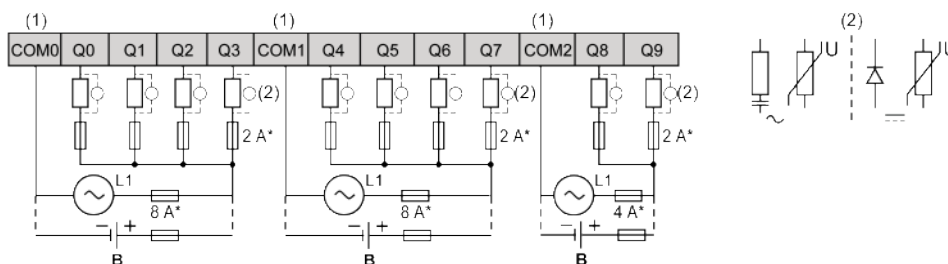 (1) (1) (1) (2)
COM0 Q0 Q1 Q2 Q3 COM1 Q4 Q5 Q6 Q7 COM2 Q8 Q9
U U
(2) (2) (2)
2 A* 2 A* 2 A*
L1 L1 L1
8 A* 8 A* 4 A*
− + − + − +
B B B